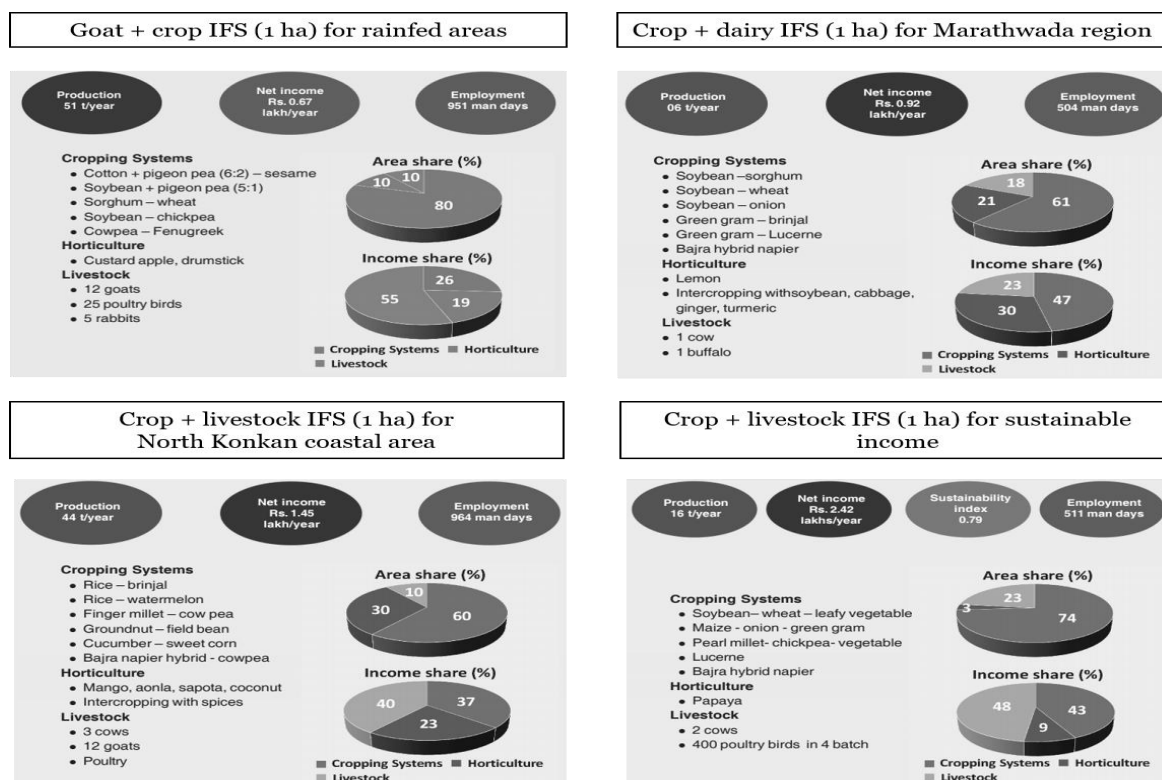 Goat + crop IFS (1 ha) for rainfed areas
Production
51 t/year
Net income
Rs. 0.67
lakh/year
Employment
951 man days
Cropping Systems
• Cotton + pigeon pea (6:2) – sesame
• Soybean + pigeon pea (5:1)
• Sorghum – wheat
• Soybean – chickpea
• Cowpea – Fenugreek
Horticulture
• Custard apple, drumstick
Livestock
• 12 goats
• 25 poultry birds
• 5 rabbits
Area share (%)
10
10
80
Income share (%)
26
55
19
Cropping Systems Horticulture
Livestock
Crop + dairy IFS (1 ha) for Marathwada region
Production
06 t/year
Net income
Rs. 0.92
lakh/year
Employment
504 man days
Cropping Systems
• Soybean –sorghum
• Soybean – wheat
• Soybean – onion
• Green gram – brinjal
• Green gram – Lucerne
• Bajra hybrid napier
Horticulture
• Lemon
• Intercropping withsoybean, cabbage,
ginger, turmeric
Livestock
• 1 cow
• 1 buffalo
Area share (%)
18
21
61
Income share (%)
23
47
30
Cropping Systems Horticulture
Livestock
Crop + livestock IFS (1 ha) for
North Konkan coastal area
Production
44 t/year
Net income
Rs. 1.45
lakh/year
Employment
964 man days
Cropping Systems
• Rice – brinjal
• Rice – watermelon
• Finger millet – cow pea
• Groundnut – field bean
• Cucumber – sweet corn
• Bajra napier hybrid - cowpea
Horticulture
• Mango, aonla, sapota, coconut
• Intercropping with spices
Livestock
• 3 cows
• 12 goats
• Poultry
Area share (%)
10
30
60
Income share (%)
40
37
23
Cropping Systems Horticulture
Livestock
Crop + livestock IFS (1 ha) for sustainable
income
Production
16 t/year
Net income
Rs. 2.42
lakhs/year
Sustainability
index
0.79
Employment
511 man days
Cropping Systems
• Soybean– wheat – leafy vegetable
• Maize - onion - green gram
• Pearl millet- chickpea- vegetable
• Lucerne
• Bajra hybrid napier
Horticulture
• Papaya
Livestock
• 2 cows
• 400 poultry birds in 4 batch
Area share (%)
23
3
74
Income share (%)
48
43
9
Cropping Systems Horticulture
Livestock